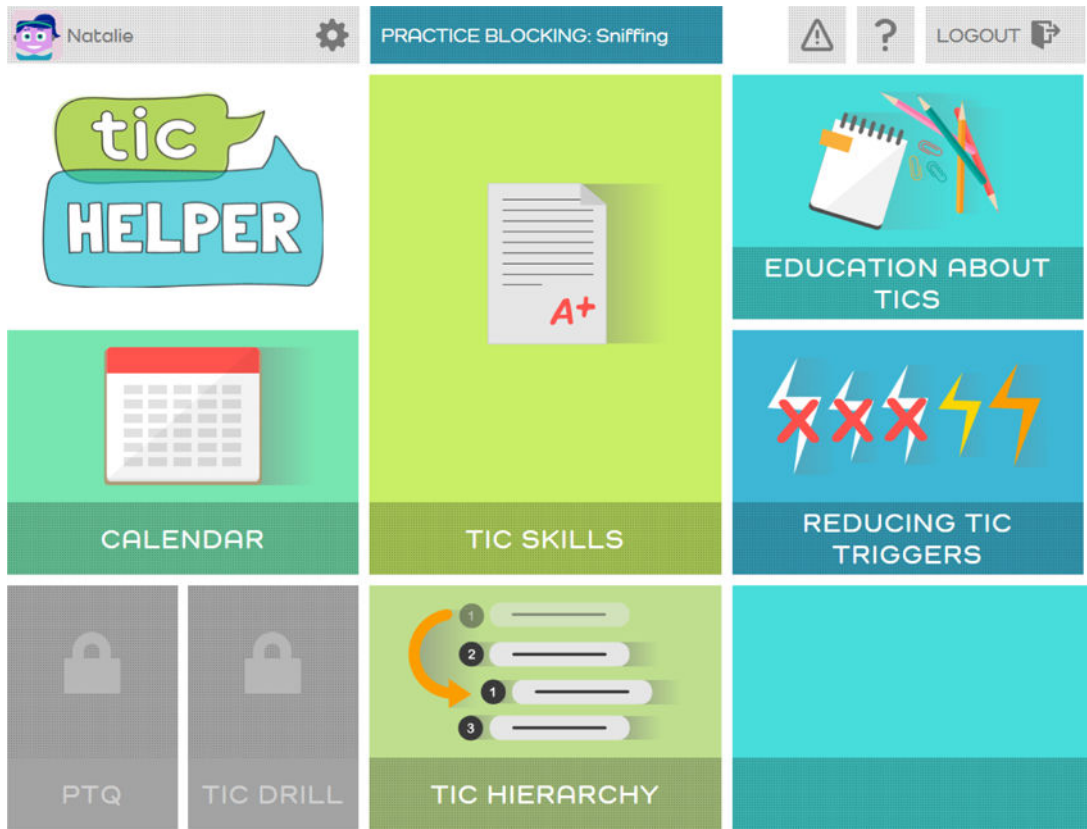 Natalie
PRACTICE BLOCKING: Sniffing
LOGOUT
tic
HELPER
A+
EDUCATION ABOUT
TICS
CALENDAR
TIC SKILLS
REDUCING TIC
TRIGGERS
1
2
1
3
PTQ
TIC DRILL
TIC HIERARCHY